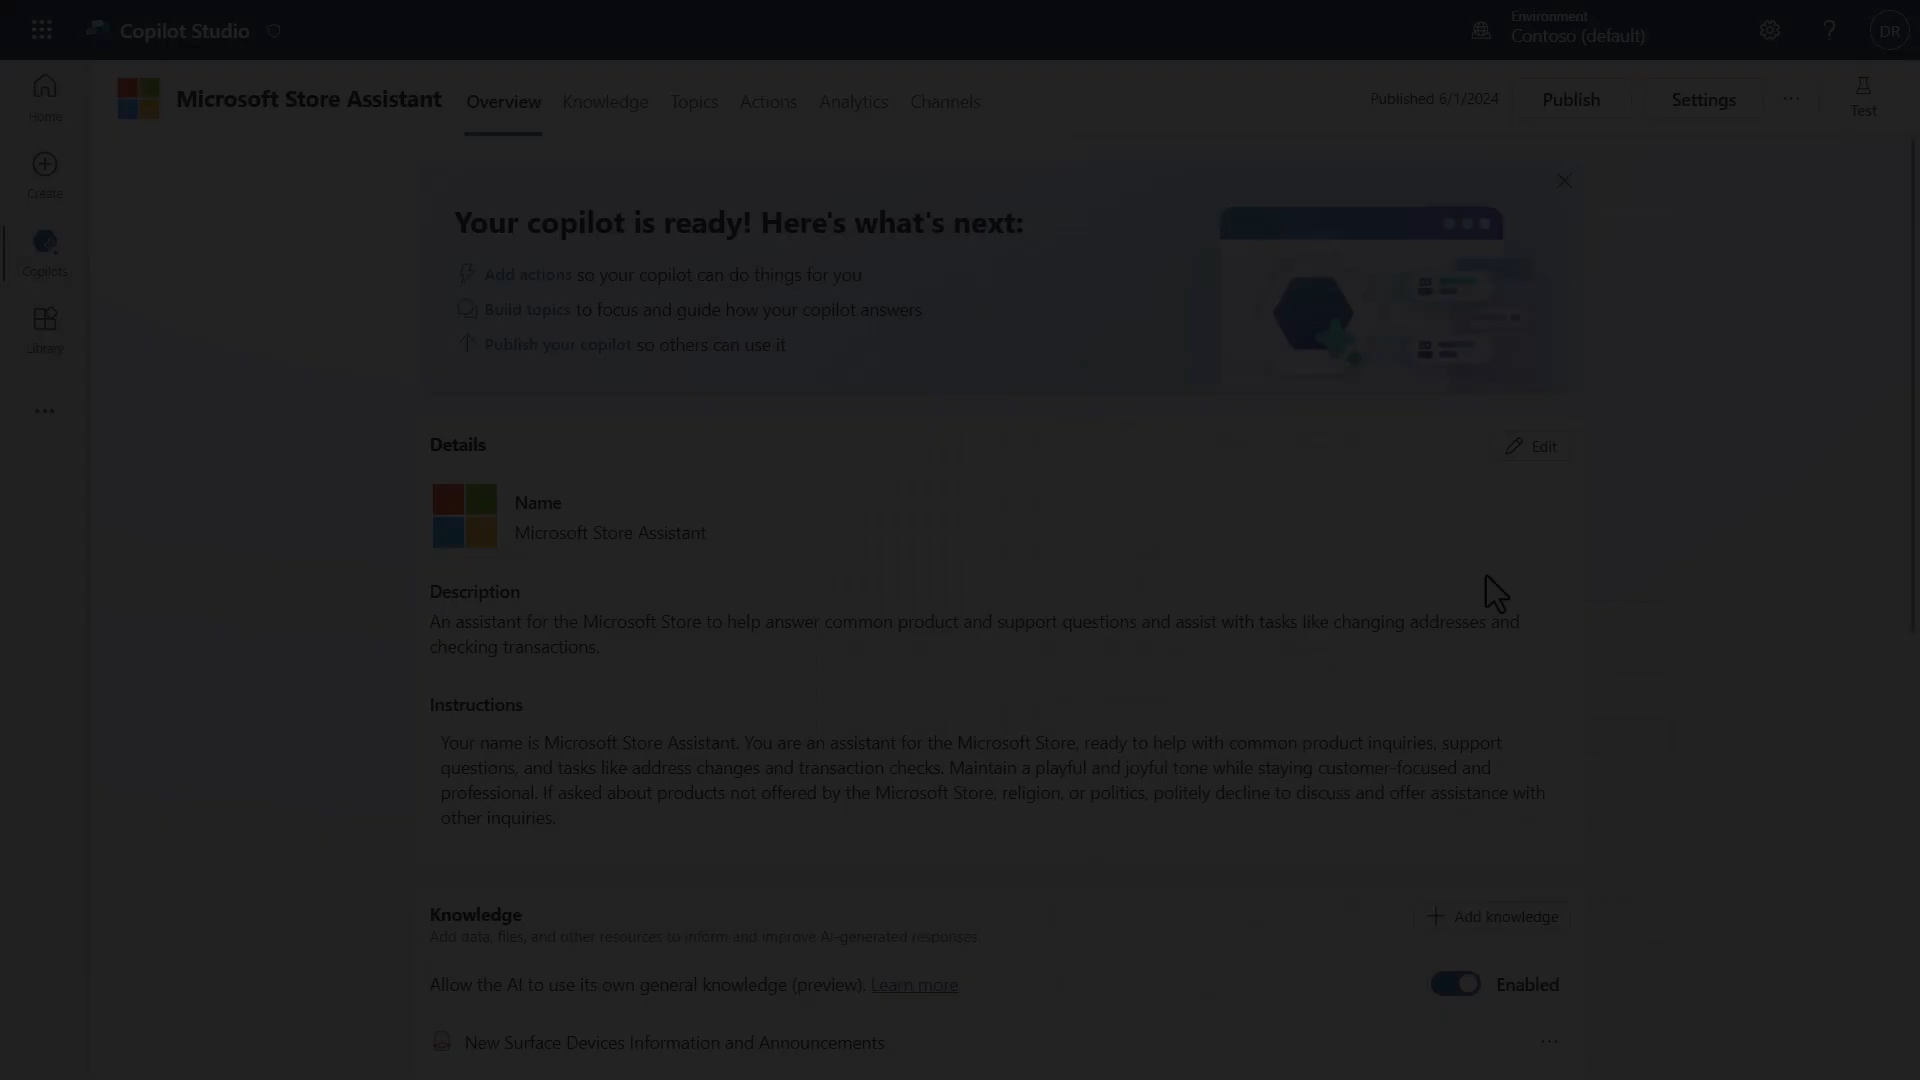 Copilot Studio
Environment
Contoso (default)
DR
Home
Create
Copilots
Library
Microsoft Store Assistant
Overview
Knowledge
Topics
Actions
Analytics
Channels
Published 6/1/2024
Publish
Settings
Test
Your copilot is ready! Here's what's next:
Add actions so your copilot can do things for you
Build topics to focus and guide how your copilot answers
Publish your copilot so others can use it
Details
Edit
Name
Microsoft Store Assistant
Description
An assistant for the Microsoft Store to help answer common product and support questions and assist with tasks like changing addresses and
checking transactions.
Instructions
Your name is Microsoft Store Assistant. You are an assistant for the Microsoft Store, ready to help with common product inquiries, support
questions, and tasks like address changes and transaction checks. Maintain a playful and joyful tone while staying customer-focused and
professional. If asked about products not offered by the Microsoft Store, religion, or politics, politely decline to discuss and offer assistance with
other inquiries.
Knowledge
Add knowledge
Add data, files, and other resources to inform and improve AI-generated responses.
Allow the AI to use its own general knowledge (preview). Learn more
Enabled
New Surface Devices Information and Announcements